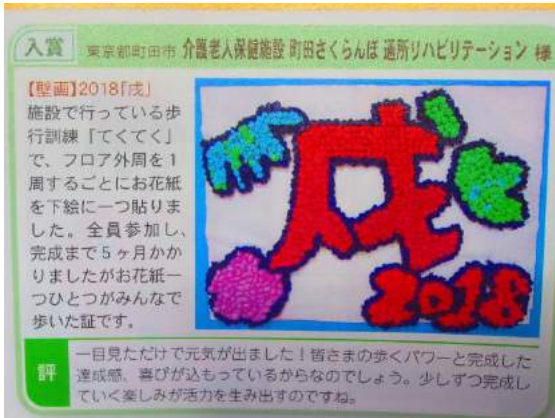 入賞 東京都町田市 介護老人保健施設 町田さくらんぼ 通所リハビリテーション 様
【壁画】2018「戌」
施設で行っている歩
行訓練「てくてく」
で、フロア外周を1
周するごとにお花紙
を下絵に一つ貼りま
した。全員参加し、
完成まで5ヶ月かか
りましたがお花紙一
つひとつがみんなで
歩いた証です。
戌
2018
評
一目見ただけで元気が出ました!皆さまの歩くパワーと完成した
達成感、喜びが込もっているからなのでしょう。少しずつ完成し
ていく楽しみが活力を生み出すのですね。